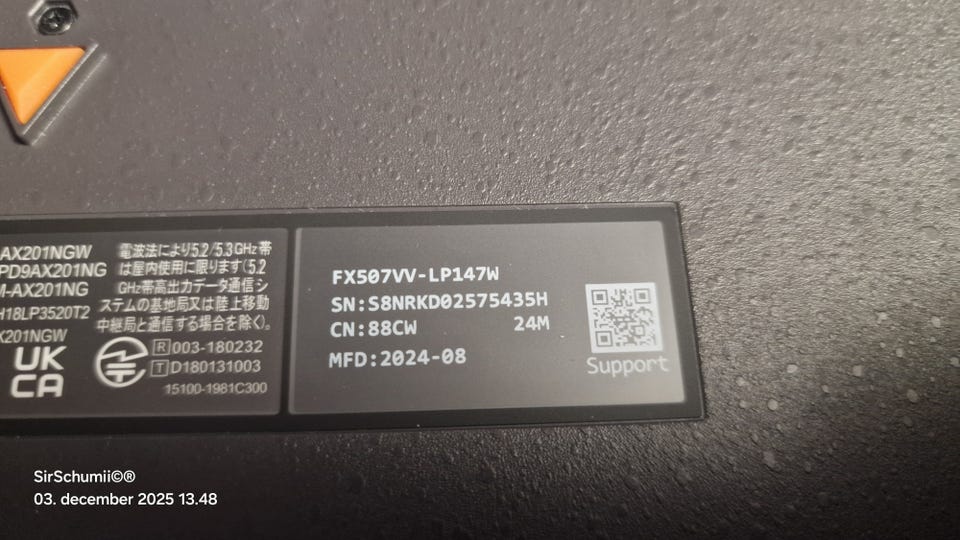 AX201NGW
PD9AX201NG
M-AX201NG
H18LP3520T2
X201NGW
UK
CA
電波法により5.2/5.3GHz帯
は屋内使用に限ります(5.2
GHz帯高出力データ通信シ
ステムの基地局又は陸上移動
中継局と通信する場合を除く)。
R 003-180232
T D180131003
15100-1981C300
FX507VV-LP147W
SN:S8NRKD02575435H
CN:88CW 24M
MFD:2024-08
Support
SirSchumii©®
03. december 2025 13.48